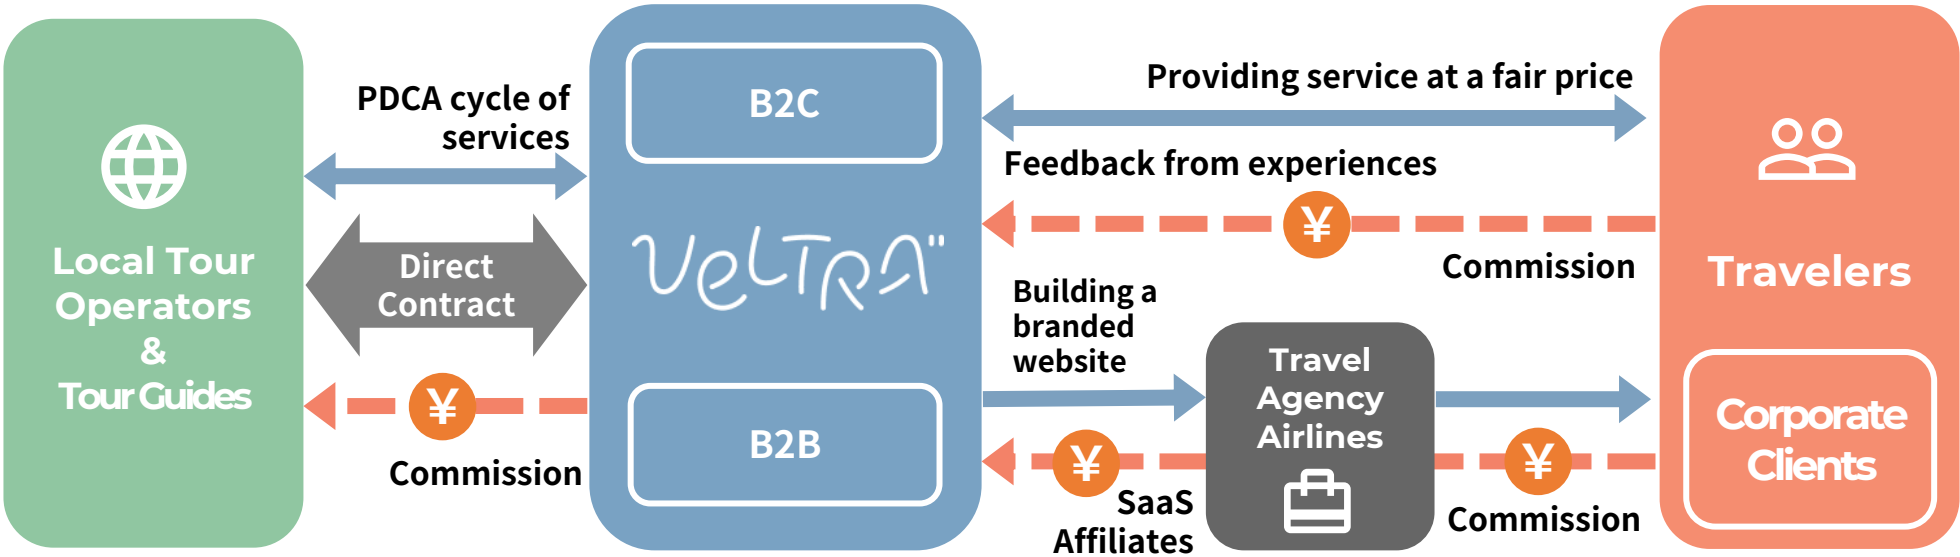 Local Tour
Operators
&
Tour Guides
PDCA cycle of
services
Direct
Contract
¥
Commission
B2C
VELTRA
B2B
Providing service at a fair price
Feedback from experiences
¥
Commission
Building a
branded
website
¥
SaaS
Affiliates
Travel
Agency
Airlines
¥
Commission
Travelers
Corporate
Clients